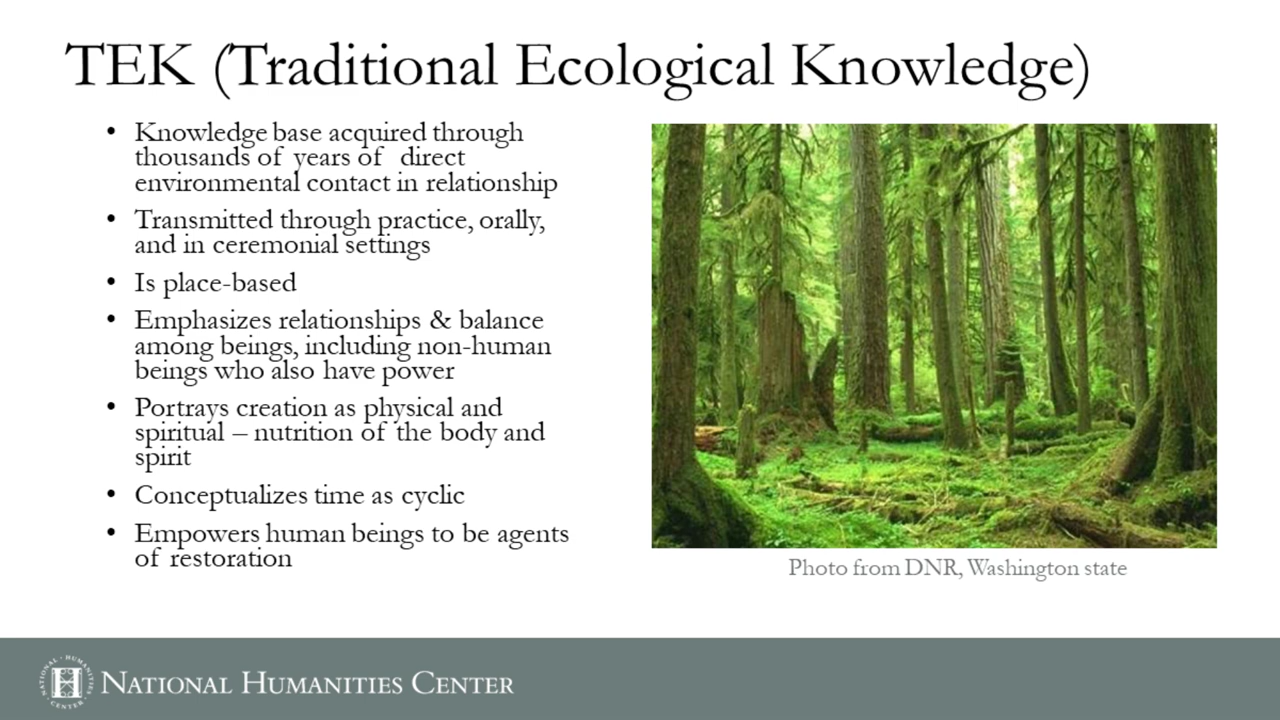 TEK (Traditional Ecological Knowledge)
• Knowledge base acquired through
thousands of years of direct
environmental contact in relationship
• Transmitted through practice, orally,
and in ceremonial settings
• Is place-based
• Emphasizes relationships & balance
among beings, including non-human
beings who also have power
• Portrays creation as physical and
spiritual – nutrition of the body and
spirit
• Conceptualizes time as cyclic
• Empowers human beings to be agents
of restoration
Photo from DNR, Washington state
NATIONAL · HUMANITIES · CENTER ·
H
NATIONAL HUMANITIES CENTER